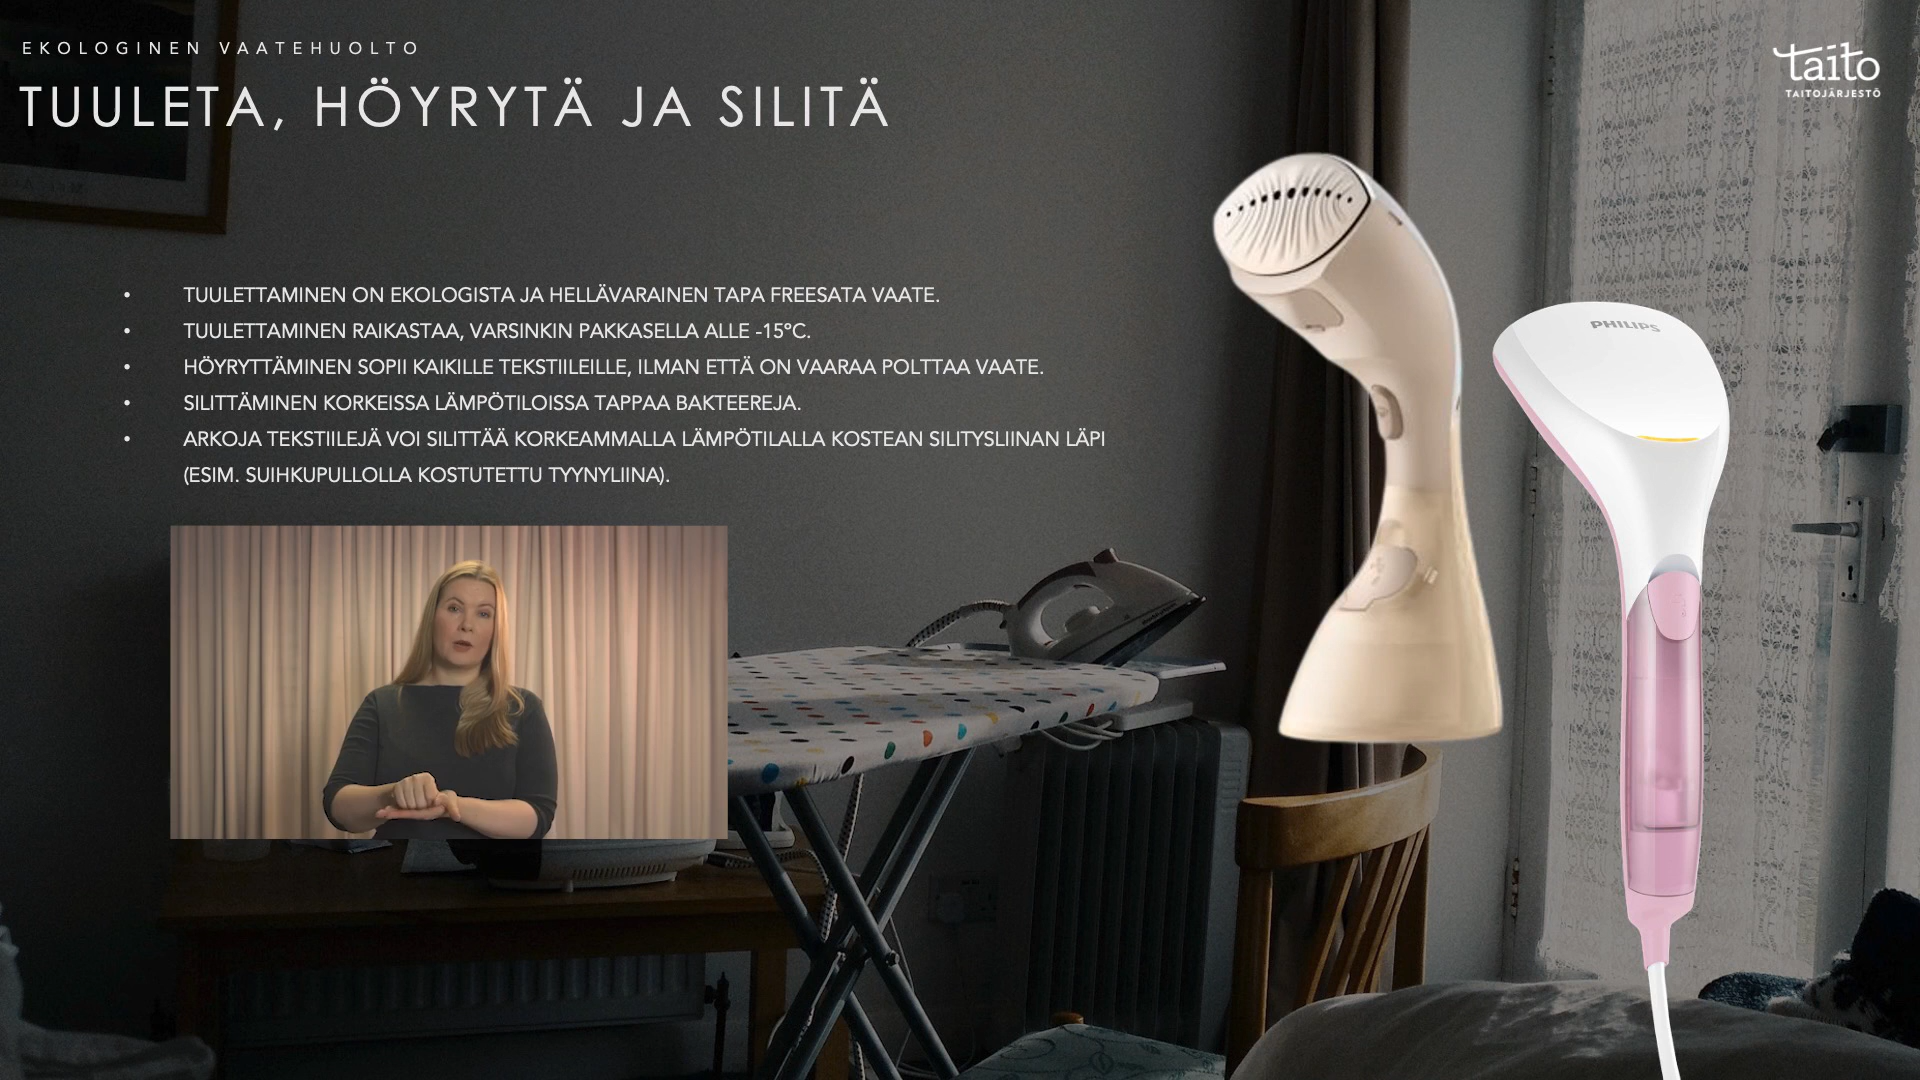 EKOLOGINEN VAATEHUOLTO
TUULETA, HÖYRYTÄ JA SILITÄ
taito
TAITOJÄRJESTÖ
• TUULETTAMINEN ON EKOLOGISTA JA HELLÄVARAINEN TAPA FREESATA VAATE.
• TUULETTAMINEN RAIKASTAA, VARSINKIN PAKKASELLA ALLE -15°C.
• HÖYRYTTÄMINEN SOPII KAIKILLE TEKSTIILEILLE, ILMAN ETTÄ ON VAARAA POLTTAA VAATE.
• SILITTÄMINEN KORKEISSA LÄMPÖTILOISSA TAPPAA BAKTEEREJA.
• ARKOJA TEKSTIILEJÄ VOI SILITTÄÄ KORKEAMMALLA LÄMPÖTILALLA KOSTEAN SILITYSLIINAN LÄPI
(ESIM. SUIHKUPULLOLLA KOSTUTETTU TYYNYLIINA).
PHILIPS